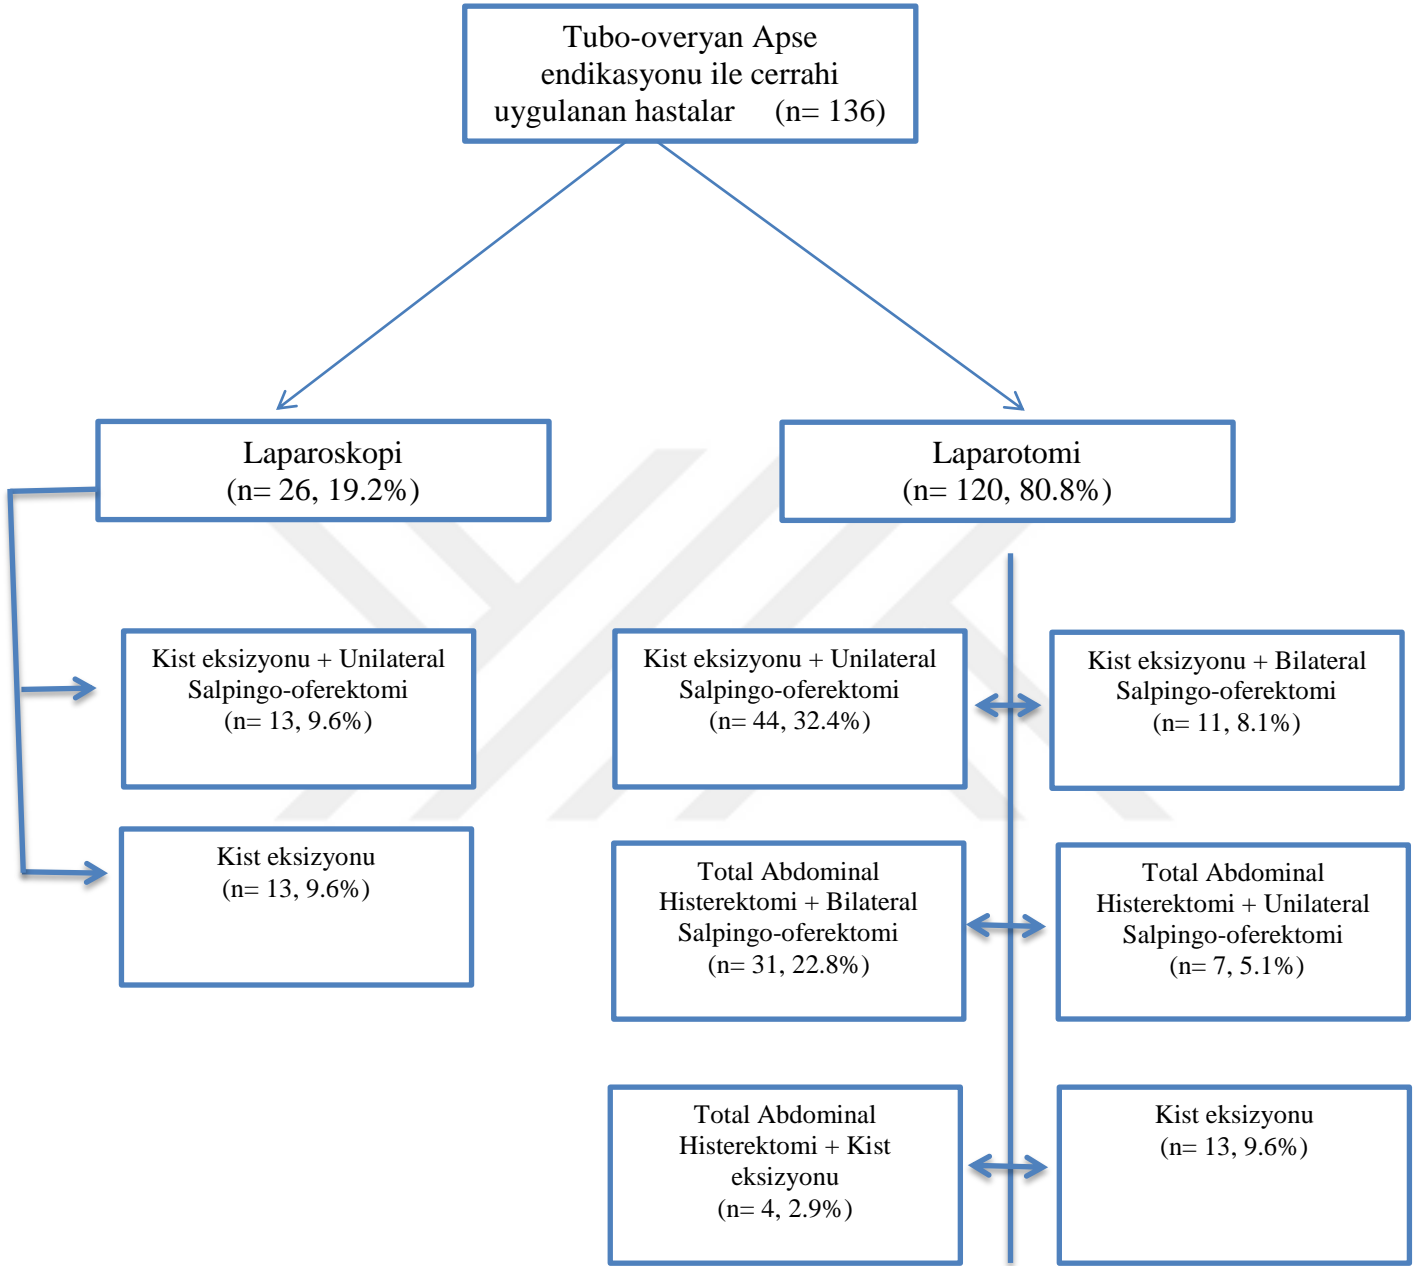 Tubo-overyan Apse
endikasyonu ile cerrahi
uygulanan hastalar (n= 136)
Laparoskopi
(n= 26, 19.2%)
Laparotomi
(n= 120, 80.8%)
Kist eksizyonu + Unilateral
Salpingo-oferektomi
(n= 13, 9.6%)
Kist eksizyonu
(n= 13, 9.6%)
Kist eksizyonu + Unilateral
Salpingo-oferektomi
(n= 44, 32.4%)
Kist eksizyonu + Bilateral
Salpingo-oferektomi
(n= 11, 8.1%)
Total Abdominal
Histerektomi + Bilateral
Salpingo-oferektomi
(n= 31, 22.8%)
Total Abdominal
Histerektomi + Unilateral
Salpingo-oferektomi
(n= 7, 5.1%)
Total Abdominal
Histerektomi + Kist
eksizyonu
(n= 4, 2.9%)
Kist eksizyonu
(n= 13, 9.6%)